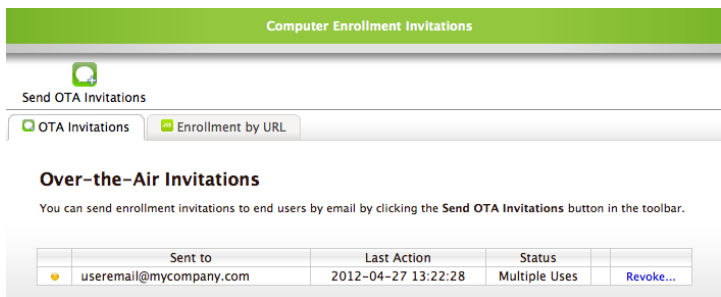 Computer Enrollment Invitations
Send OTA Invitations
OTA Invitations Enrollment by URL
Over-the-Air Invitations
You can send enrollment invitations to end users by email by clicking the Send OTA Invitations button in the toolbar.
Sent to Last Action Status
useremail@mycompany.com 2012-04-27 13:22:28 Multiple Uses Revoke...